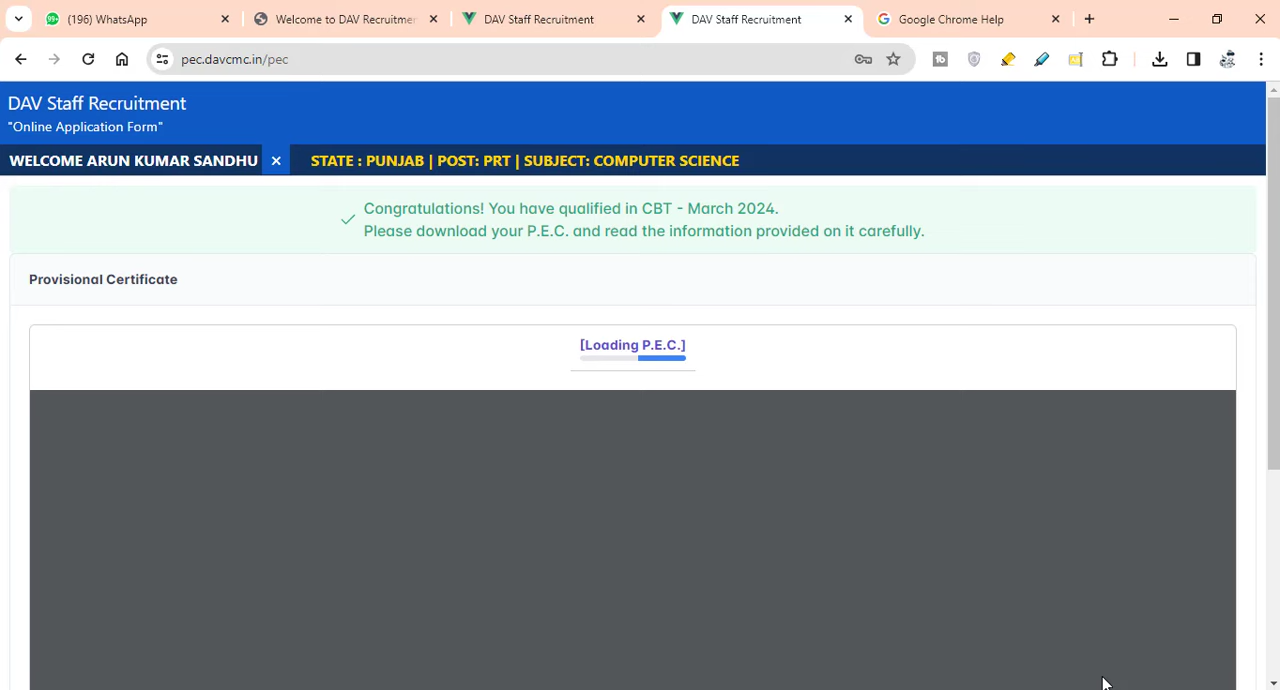 99+ (196) WhatsApp
Welcome to DAV Recruitmer
DAV Staff Recruitment
DAV Staff Recruitment
Google Chrome Help
pec.davcmc.in/pec
DAV Staff Recruitment
"Online Application Form"
WELCOME ARUN KUMAR SANDHU
STATE : PUNJAB | POST: PRT | SUBJECT: COMPUTER SCIENCE
Congratulations! You have qualified in CBT - March 2024.
Please download your P.E.C. and read the information provided on it carefully.
Provisional Certificate
[Loading P.E.C.]